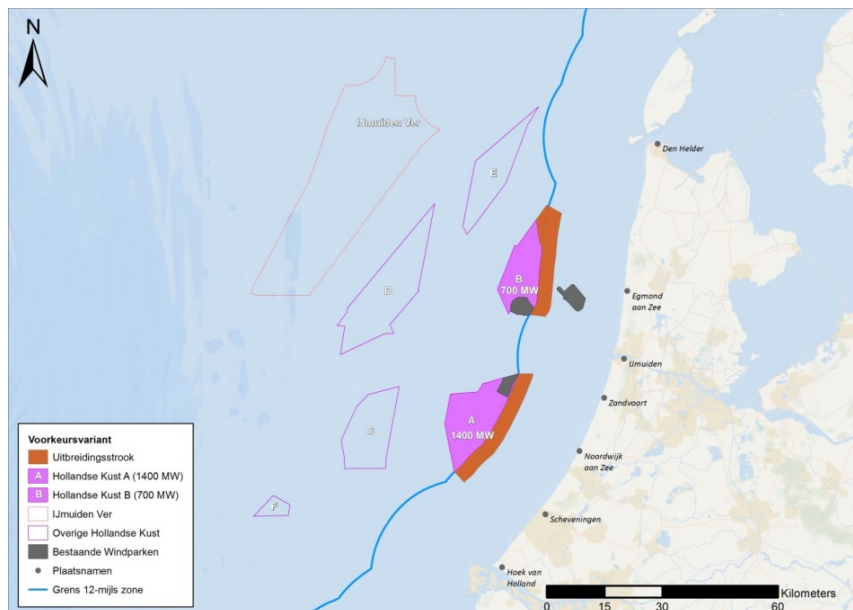 N
IJmuiden Ver
E
Den Helder
B
700 MW
D
Egmond
aan Zee
IJmuiden
Zandvoort
A
1400 MW
C
Noordwijk
aan Zee
F
Scheveningen
Hoek van
Holland
Voorkeursvariant
Uitbreidingsstrook
A Hollandse Kust A (1400 MW)
B Hollandse Kust B (700 MW)
IJmuiden Ver
Overige Hollandse Kust
Bestaande Windparken
Plaatsnamen
Grens 12-mijls zone
Kilometers
0 15 30 60